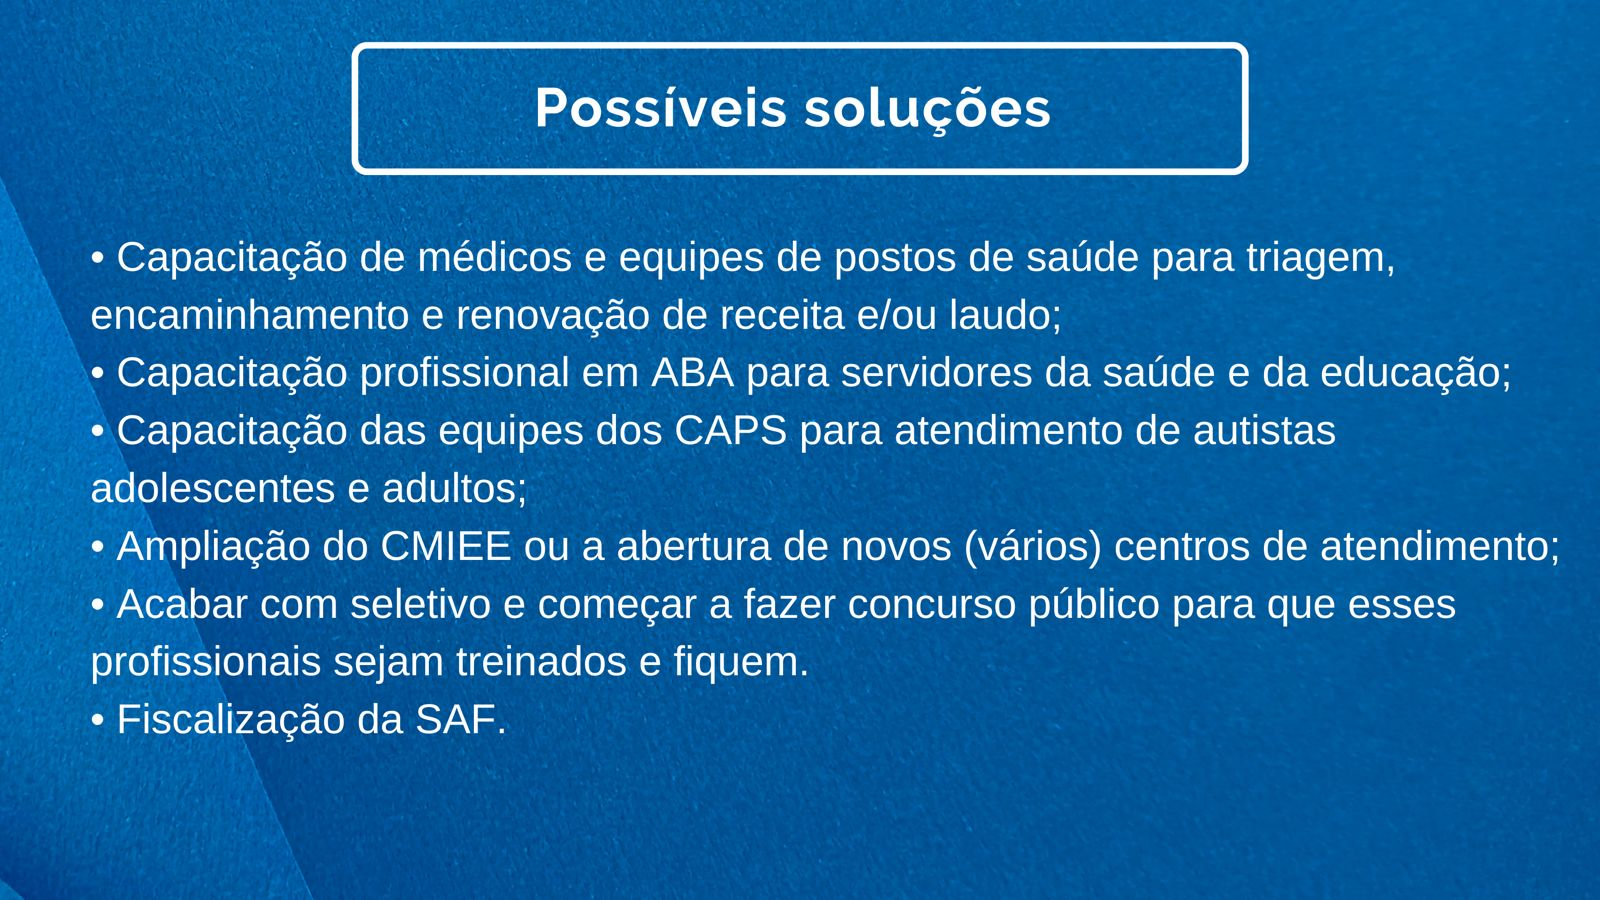 Possíveis soluções
• Capacitação de médicos e equipes de postos de saúde para triagem,
encaminhamento e renovação de receita e/ou laudo;
• Capacitação profissional em ABA para servidores da saúde e da educação;
• Capacitação das equipes dos CAPS para atendimento de autistas
adolescentes e adultos;
• Ampliação do CMIEE ou a abertura de novos (vários) centros de atendimento;
• Acabar com seletivo e começar a fazer concurso público para que esses
profissionais sejam treinados e fiquem.
• Fiscalização da SAF.